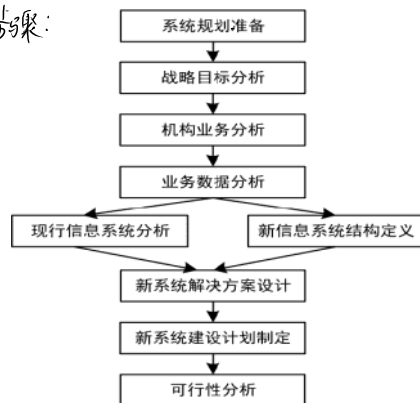 步骤:
系统规划准备
战略目标分析
机构业务分析
业务数据分析
现行信息系统分析
新信息系统结构定义
新系统解决方案设计
新系统建设计划制定
可行性分析